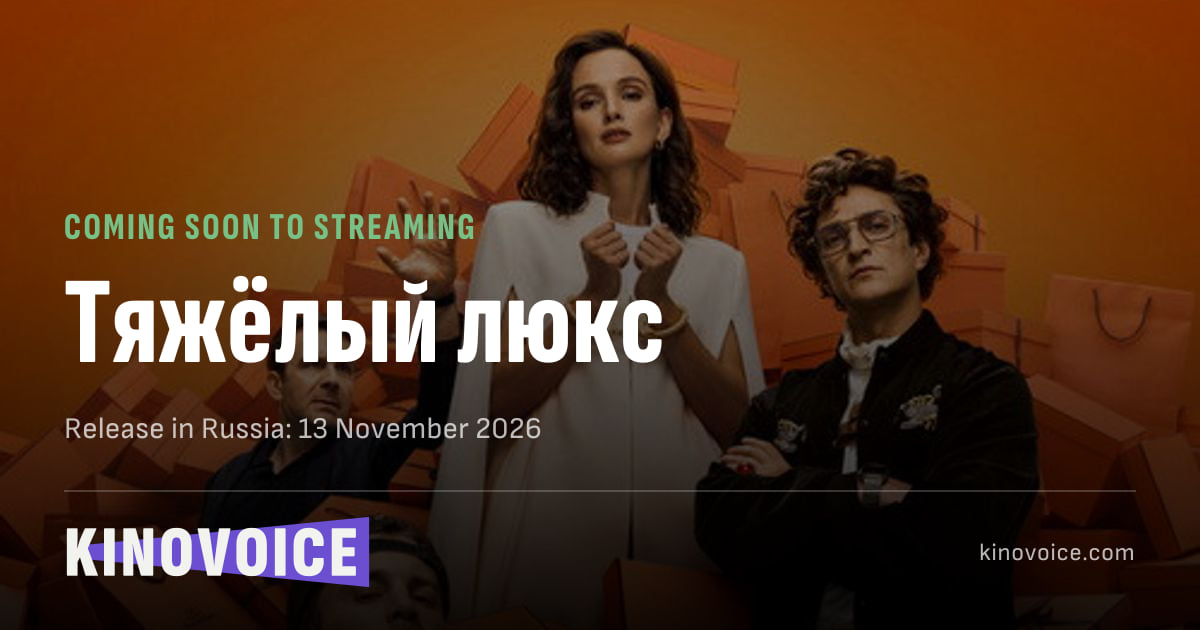 COMING SOON TO STREAMING
Тяжёлый люкс
Release in Russia: 13 November 2026
KINOVOICE
kinovoice.com